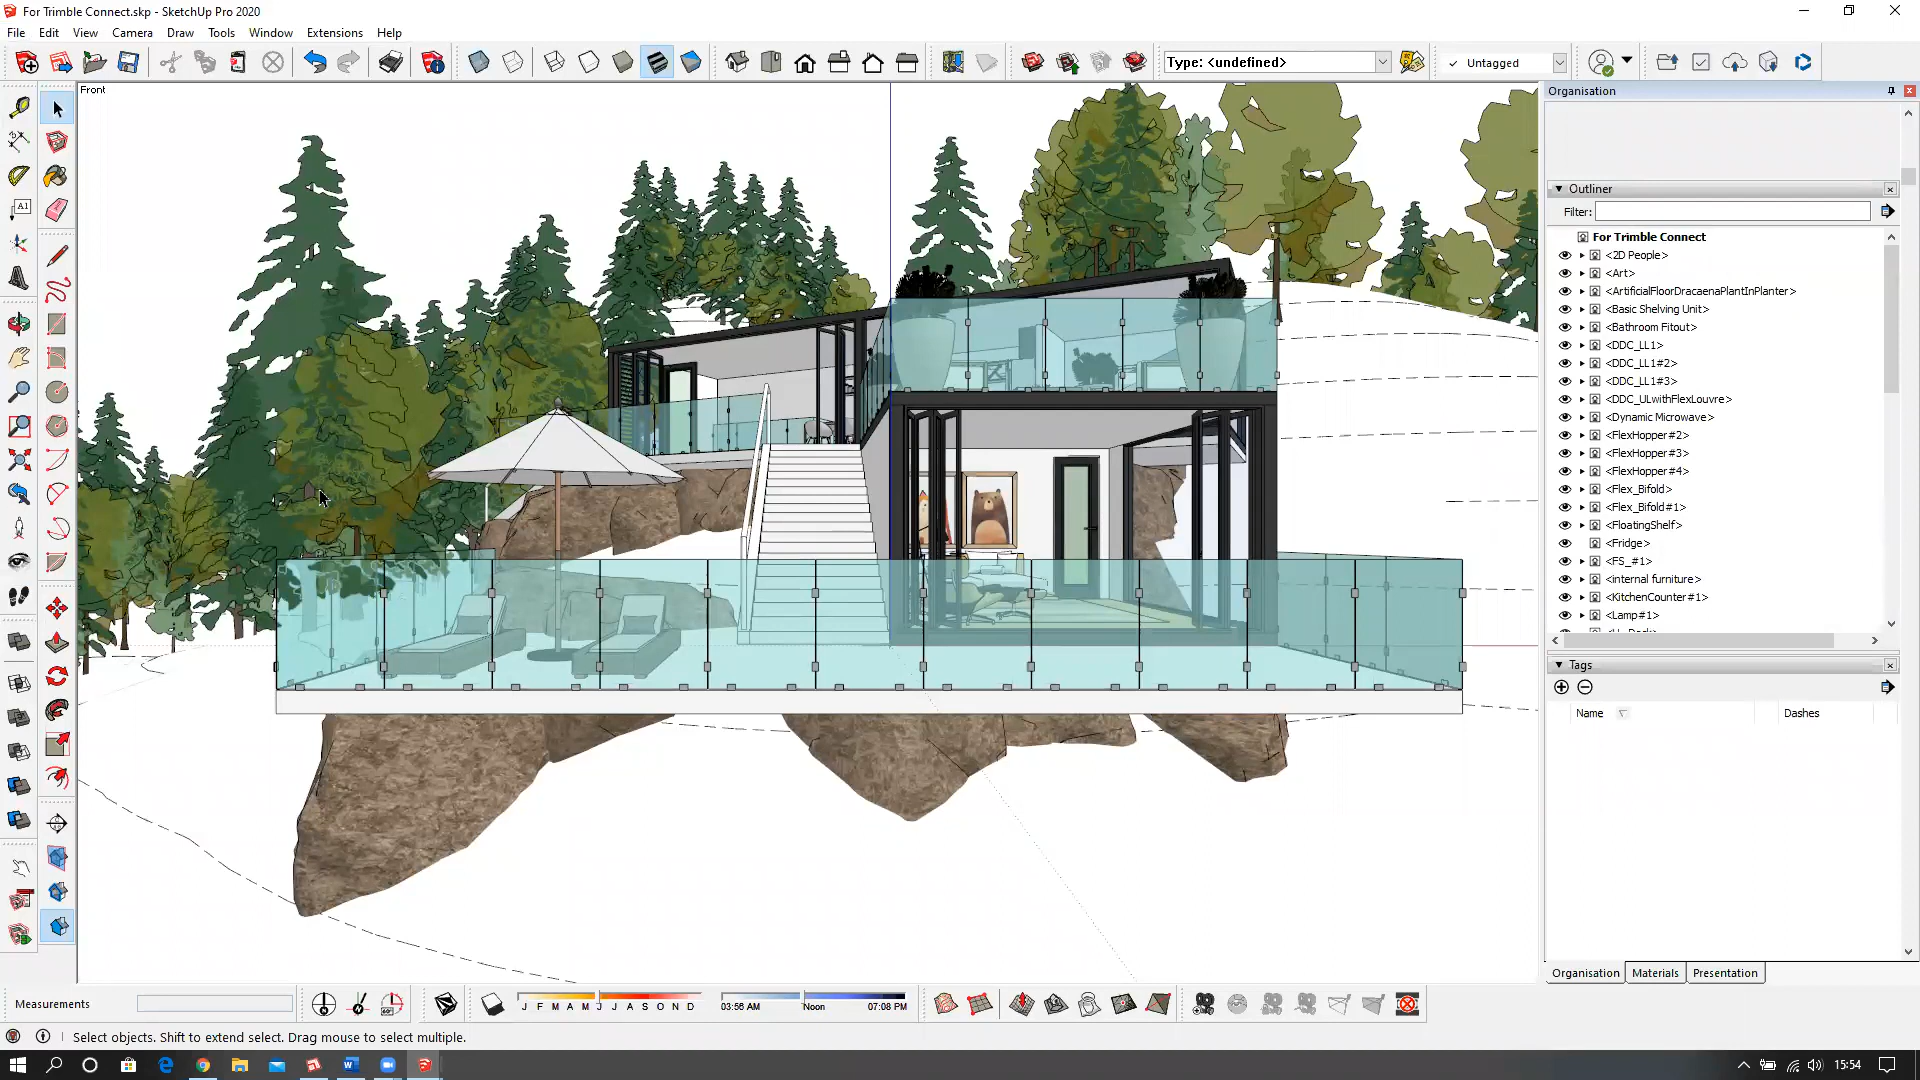 For Trimble Connect.skp - SketchUp Pro 2020
File Edit View Camera Draw Tools Window Extensions Help
Type: <undefined>
Untagged
Front
A1
Organisation
Outliner
Filter:
For Trimble Connect
<2D People>
<Art>
<ArtificialFloorDracaenaPlantInPlanter>
<Basic Shelving Unit>
<Bathroom Fitout>
<DDC_LL1>
<DDC_LL1#2>
<DDC_LL1#3>
<DDC_ULwithFlexLouvre>
<Dynamic Microwave>
<FlexHopper#2>
<FlexHopper#3>
<FlexHopper#4>
<Flex_Bifold>
<Flex_Bifold#1>
<FloatingShelf>
<Fridge>
<FS_#1>
<internal furniture>
<KitchenCounter#1>
<Lamp#1>
Tags
Name Dashes
Organisation Materials Presentation
Measurements
J F M A M J J A S O N D
03:56 AM Noon 07:08 PM
Select objects. Shift to extend select. Drag mouse to select multiple.
15:54